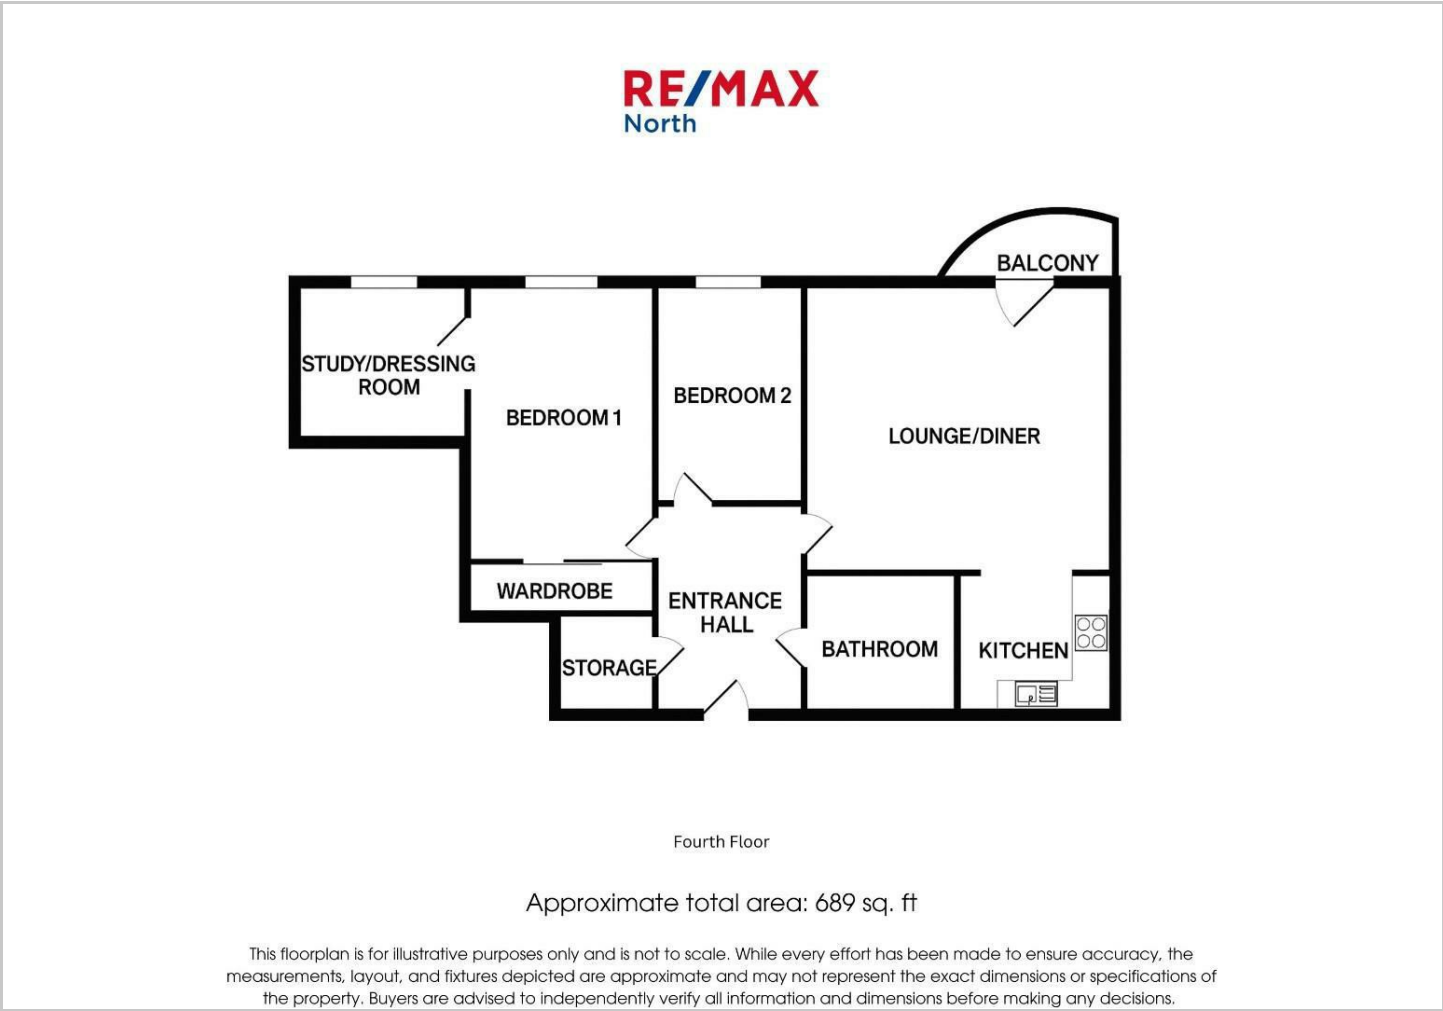 RE/MAX
North
BALCONY
STUDY/DRESSING
ROOM
BEDROOM 1
BEDROOM 2
LOUNGE/DINER
WARDROBE
ENTRANCE
HALL
STORAGE
BATHROOM
KITCHEN
Fourth Floor
Approximate total area: 689 sq. ft
This floorplan is for illustrative purposes only and is not to scale. While every effort has been made to ensure accuracy, the
measurements, layout, and fixtures depicted are approximate and may not represent the exact dimensions or specifications of
the property. Buyers are advised to independently verify all information and dimensions before making any decisions.